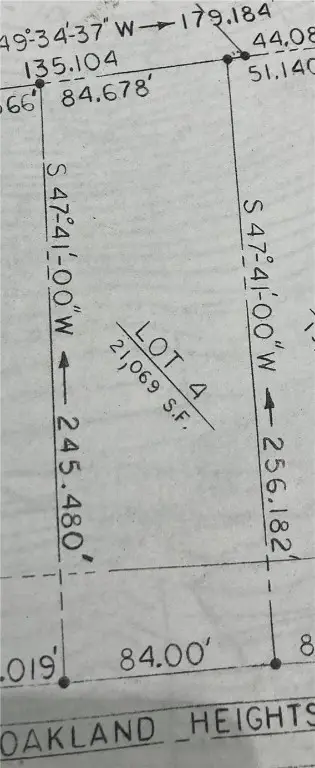 49°-34'-37" W → 179.184'
44.08
135.104
51.140
66'
84.678'
S 47°-41'-00" W ← 245.480'
S 47°-41'-00" W ← 256.182'
LOT 4
21,069 S.F.
.019'
84.00'
8
OAKLAND HEIGHTS